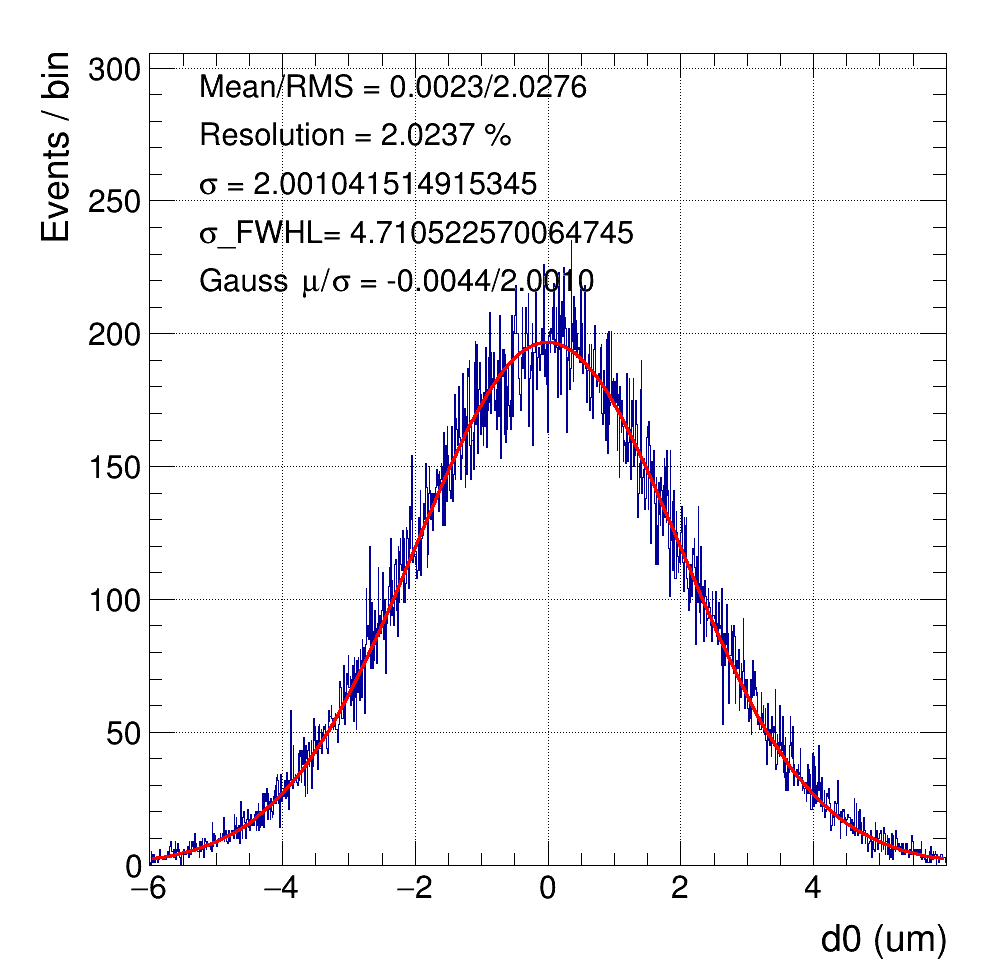 Events / bin
300
Mean/RMS = 0.0023/2.0276
Resolution = 2.0237 %
250
σ = 2.001041514915345
σ_FWHL= 4.710522570064745
Gauss μ/σ = -0.0044/2.0010
200
150
100
50
0
−6 −4 −2 0 2 4
d0 (um)